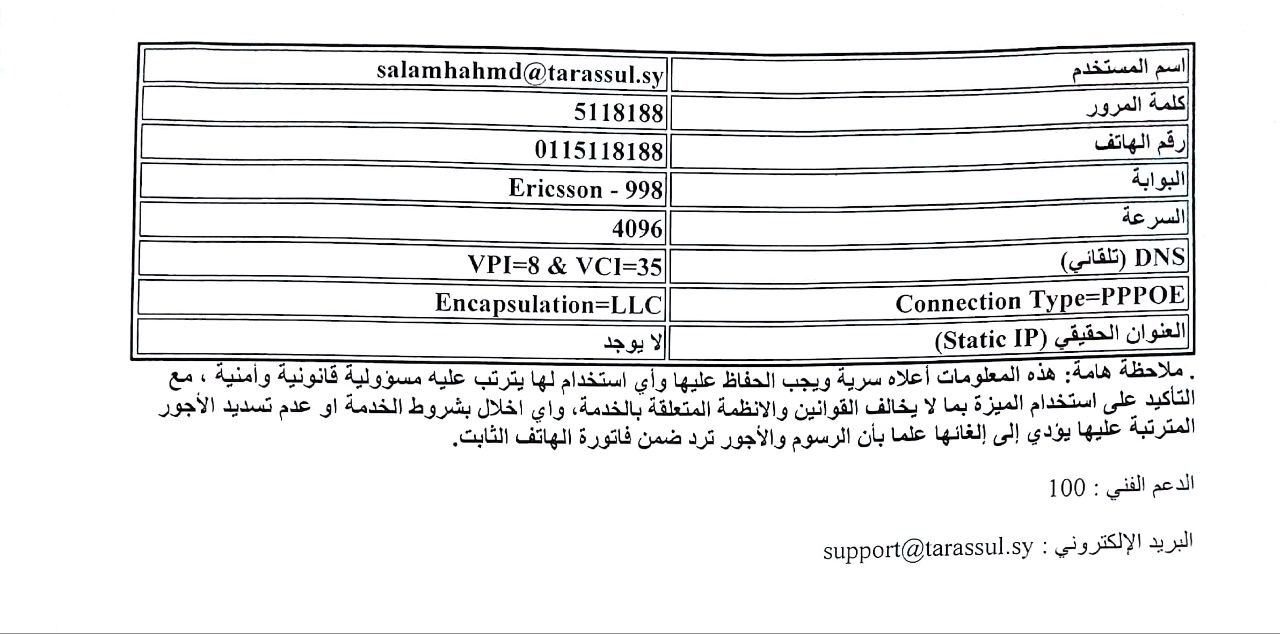 اسم المستخدم salamhahmd@tarassul.sy
كلمة المرور 5118188
رقم الهاتف 0115118188
البوابة Ericsson - 998
السرعة 4096
DNS (تلقائي) VPI=8 & VCI=35
Connection Type=PPPOE Encapsulation=LLC
العنوان الحقيقي (Static IP) لا يوجد
. ملاحظة هامة: هذه المعلومات أعلاه سرية ويجب الحفاظ عليها وأي استخدام لها يترتب عليه مسؤولية قانونية وأمنية ، مع
التأكيد على استخدام الميزة بما لا يخالف القوانين والانظمة المتعلقة بالخدمة، واي اخلال بشروط الخدمة او عدم تسديد الأجور
المترتبة عليها يؤدي إلى إلغائها علما بأن الرسوم والأجور ترد ضمن فاتورة الهاتف الثابت.
الدعم الفني : 100
البريد الإلكتروني : support@tarassul.sy